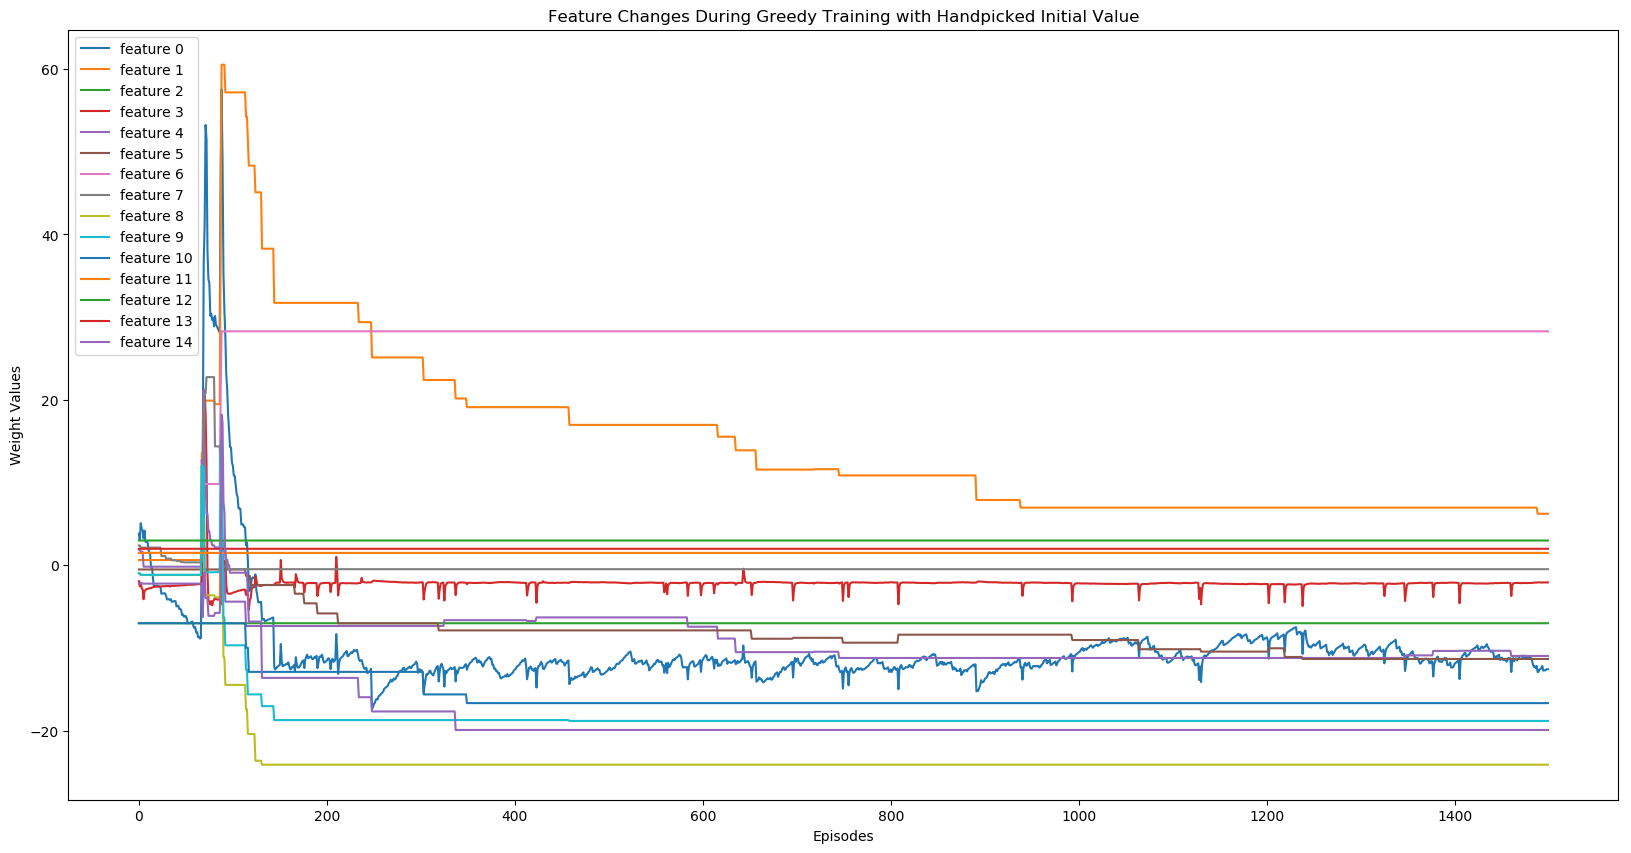 Feature Changes During Greedy Training with Handpicked Initial Value
feature 0
feature 1
feature 2
feature 3
feature 4
feature 5
feature 6
feature 7
feature 8
feature 9
feature 10
feature 11
feature 12
feature 13
feature 14
60
40
20
0
−20
Weight Values
0
200
400
600
800
1000
1200
1400
Episodes